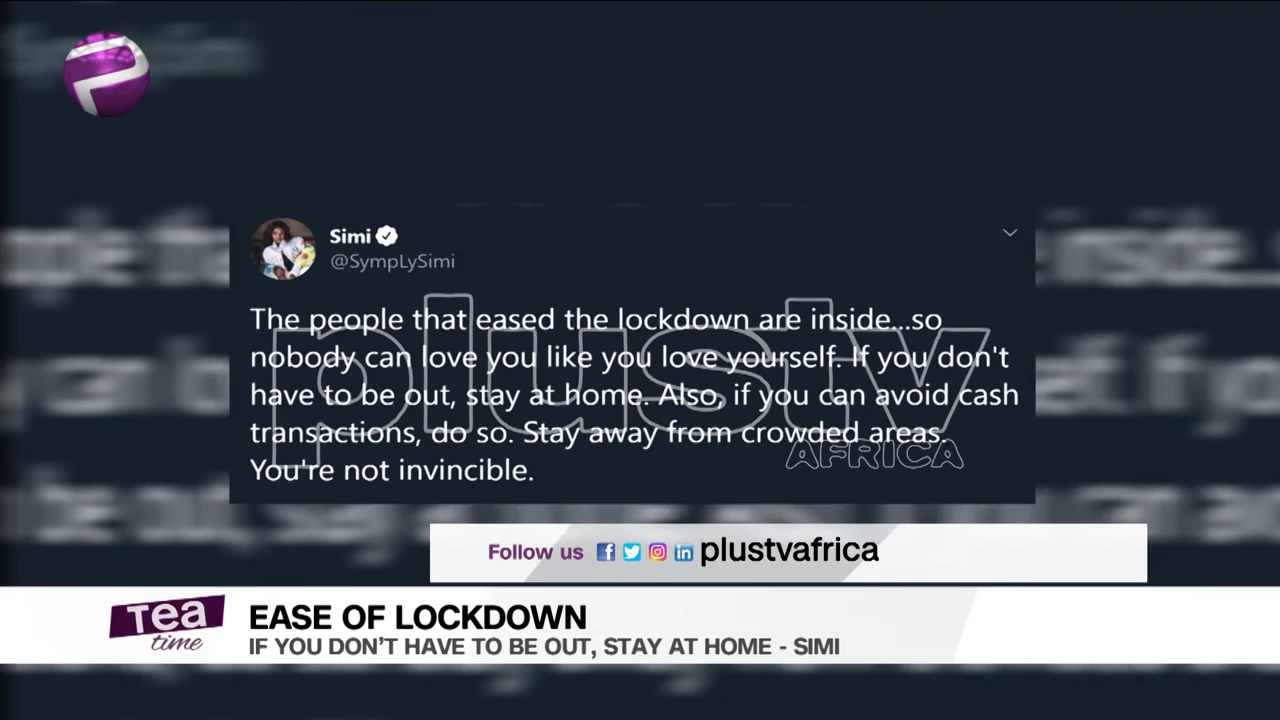 Simi
@SympLySimi
The people that eased the lockdown are inside...so
nobody can love you like you love yourself. If you don't
have to be out, stay at home. Also, if you can avoid cash
transactions, do so. Stay away from crowded areas.
You're not invincible.
plustv
AFRICA
Follow us plustvafrica
Tea
time
EASE OF LOCKDOWN
IF YOU DON'T HAVE TO BE OUT, STAY AT HOME - SIMI